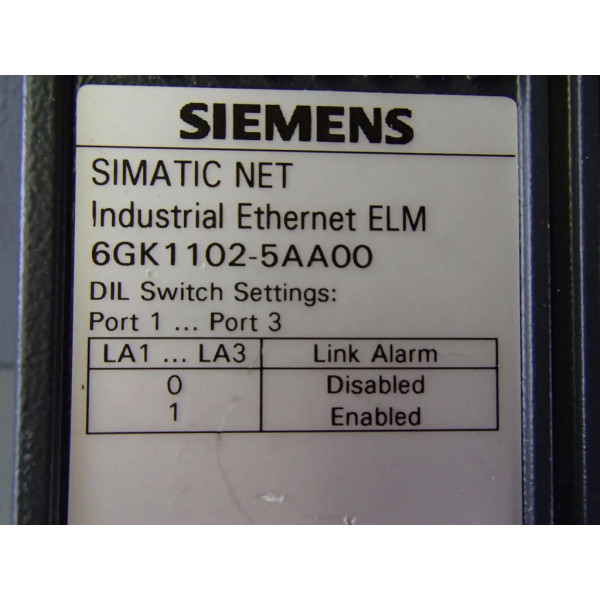 SIEMENS
SIMATIC NET
Industrial Ethernet ELM
6GK1102-5AA00
DIL Switch Settings:
Port 1 ... Port 3
LA1 ... LA3 Link Alarm
0 Disabled
1 Enabled